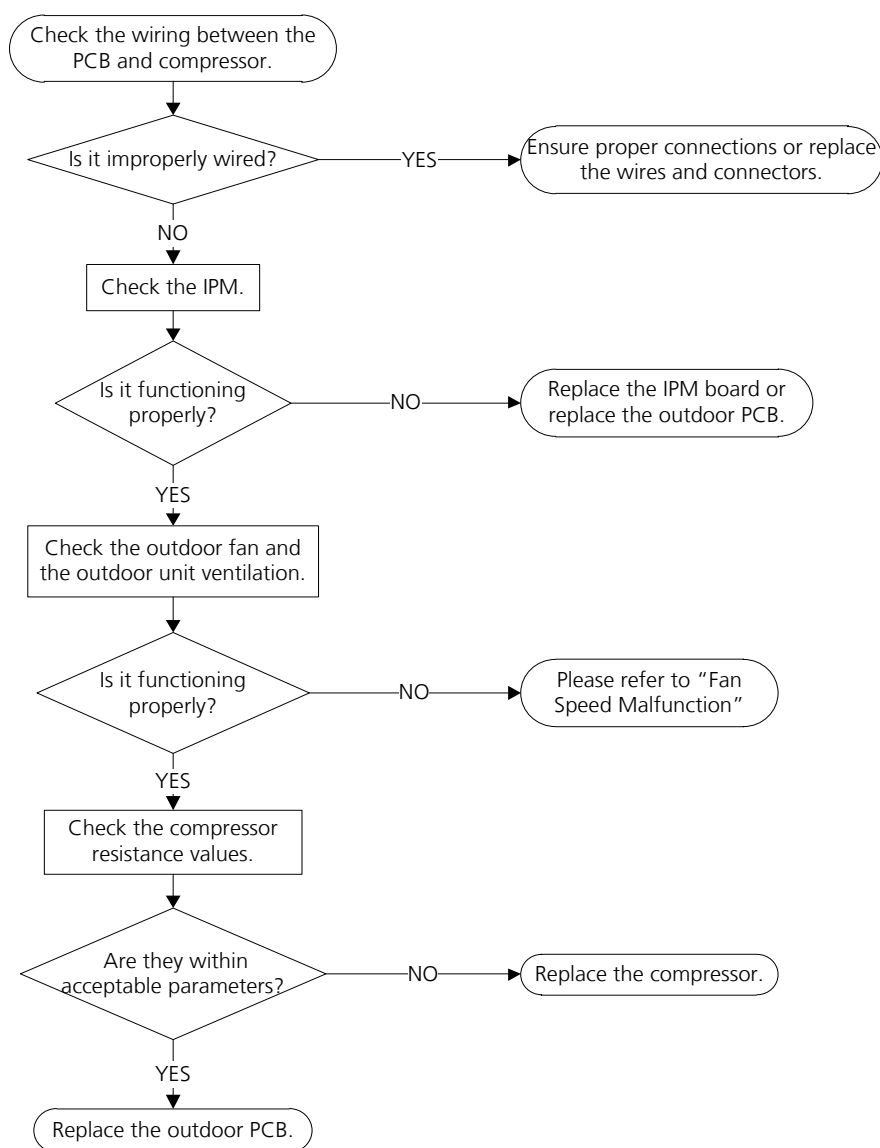 Check the wiring between the
PCB and compressor.
Is it improperly wired?
YES
Ensure proper connections or replace
the wires and connectors.
NO
Check the IPM.
Is it functioning
properly?
NO
Replace the IPM board or
replace the outdoor PCB.
YES
Check the outdoor fan and
the outdoor unit ventilation.
Is it functioning
properly?
NO
Please refer to "Fan
Speed Malfunction"
YES
Check the compressor
resistance values.
Are they within
acceptable parameters?
NO
Replace the compressor.
YES
Replace the outdoor PCB.